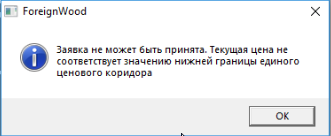 ForeignWood
Заявка не может быть принята. Текущая цена не
соответствует значению нижней границы единого
ценового коридора
OK